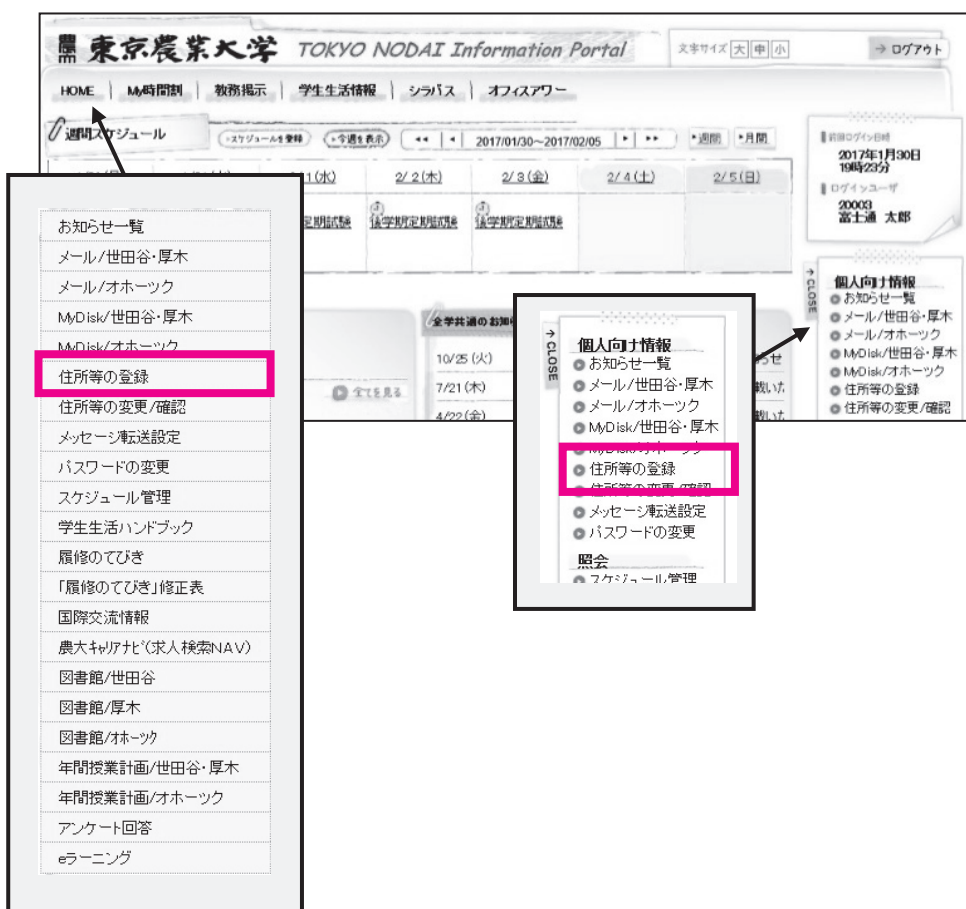 東京農業大学 TOKYO NODAI Information Portal
文字サイズ 大 中 小
→ ログアウト
HOME My時間割 教務掲示 学生生活情報 シラバス オフィスアワー
週間スケジュール
スケジュールを登録 今週を表示 2017/01/30～2017/02/05 週間 月間
1(水) 2/2(木) 2/3(金) 2/4(土) 2/5(日)
定期試験 後学期定期試験 後学期定期試験
前回ログイン日時
2017年1月30日
19時23分
ログインユーザ
20003
富士通 太郎
→CLOSE
個人向け情報
お知らせ一覧
メール/世田谷・厚木
メール/オホーツク
MyDisk/世田谷・厚木
MyDisk/オホーツク
住所等の登録
住所等の変更/確認
全学共通のお知ら
10/25 (火)
7/21 (木)
4/22 (金)
全てを見る
せ
載いた
載いた
お知らせ一覧
メール/世田谷・厚木
メール/オホーツク
MyDisk/世田谷・厚木
MyDisk/オホーツク
住所等の登録
住所等の変更/確認
メッセージ転送設定
パスワードの変更
スケジュール管理
学生生活ハンドブック
履修のてびき
「履修のてびき」修正表
国際交流情報
農大キャリアナビ(求人検索NAV)
図書館/世田谷
図書館/厚木
図書館/オホーツク
年間授業計画/世田谷・厚木
年間授業計画/オホーツク
アンケート回答
eラーニング
→CLOSE
個人向け情報
お知らせ一覧
メール/世田谷・厚木
メール/オホーツク
MyDisk/世田谷・厚木
MyDisk/オホーツク
住所等の登録
住所等の変更/確認
メッセージ転送設定
パスワードの変更
照会
スケジュール管理